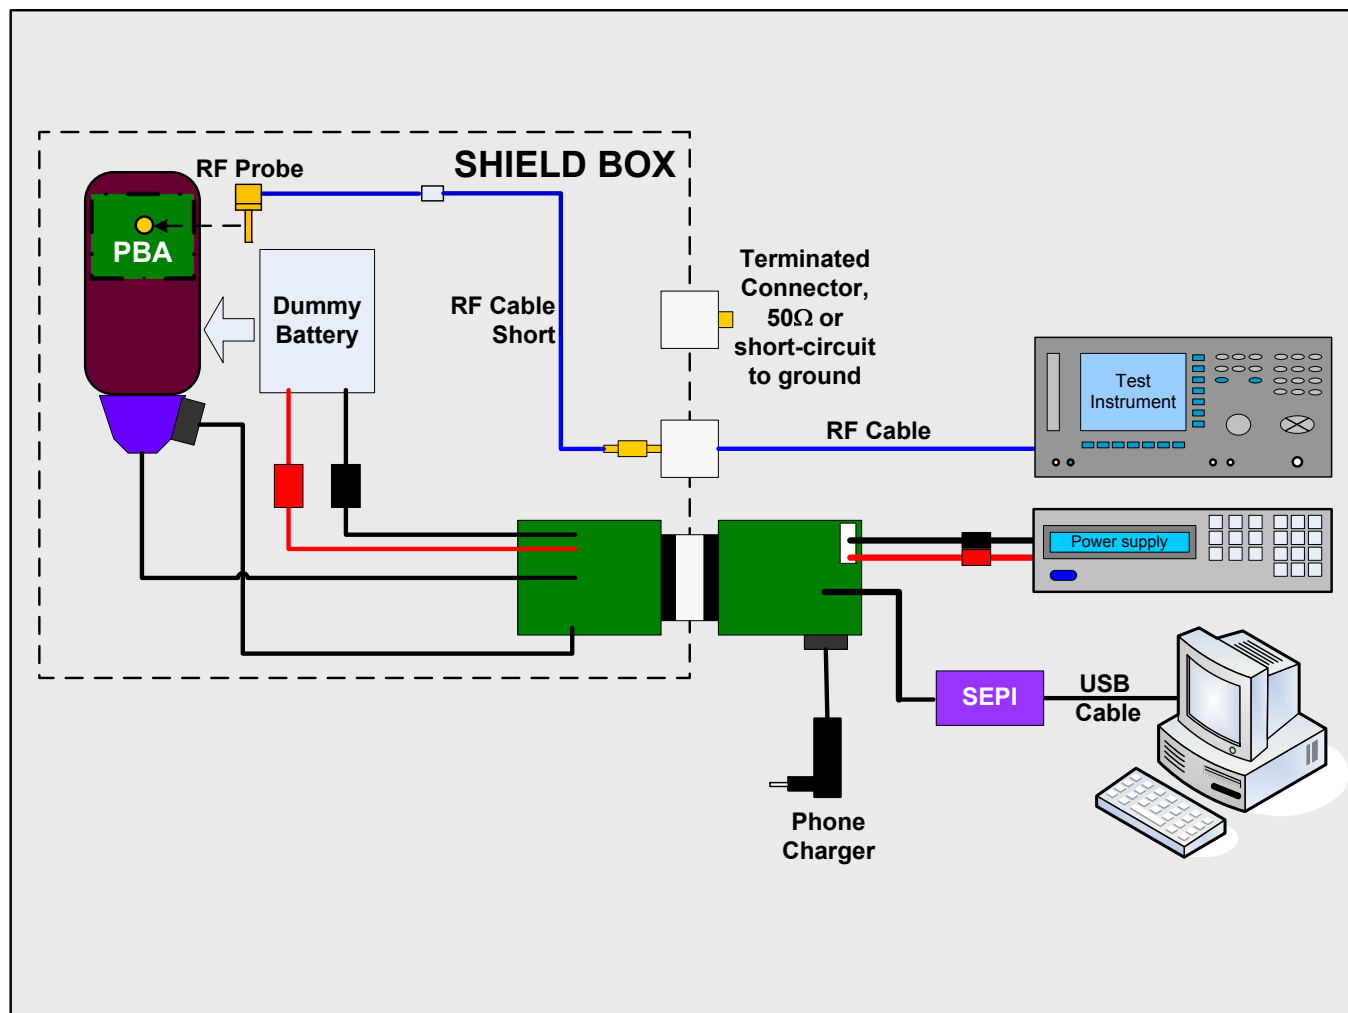 SHIELD BOX
RF Probe
PBA
Dummy
Battery
RF Cable
Short
Terminated
Connector,
50Ω or
short-circuit
to ground
Test
Instrument
RF Cable
Power supply
SEPI
USB
Cable
Phone
Charger